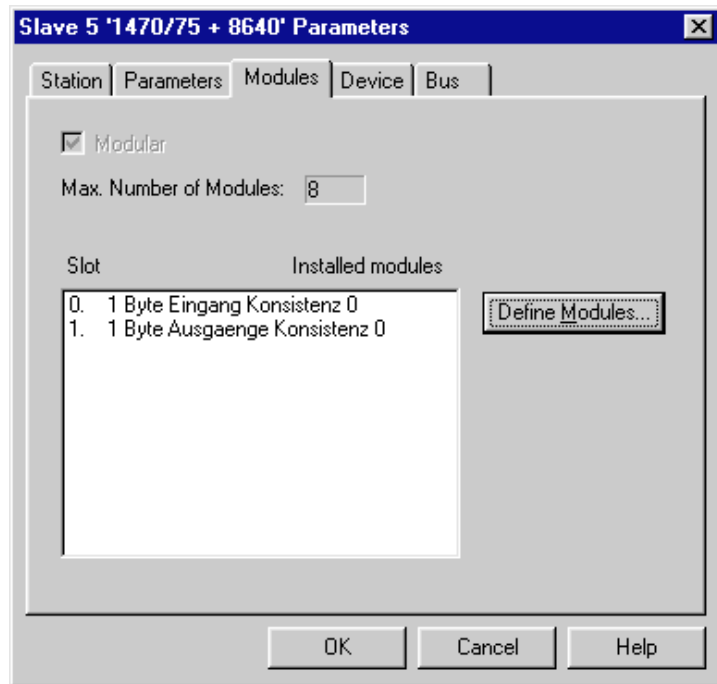 Slave 5 '1470/75 + 8640' Parameters
Station Parameters Modules Device Bus
Modular
Max. Number of Modules: 8
Slot Installed modules
0. 1 Byte Eingang Konsistenz 0
1. 1 Byte Ausgaenge Konsistenz 0
Define Modules...
OK Cancel Help